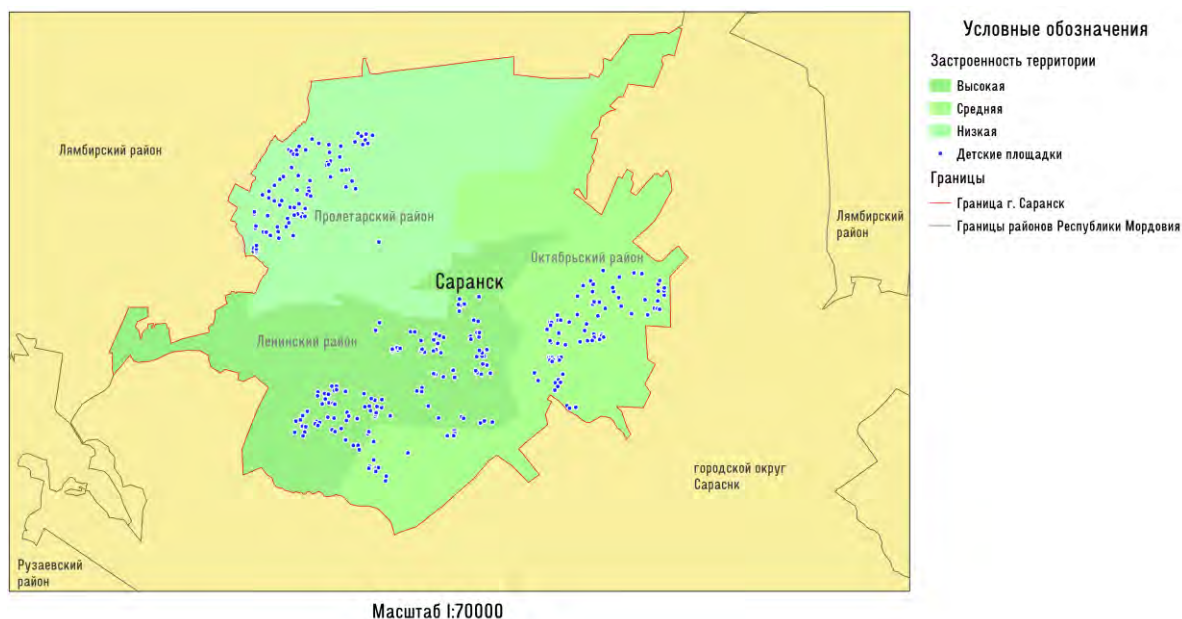 Условные обозначения
Застроенность территории
Высокая
Средняя
Низкая
Детские площадки
Границы
Граница г. Саранск
Границы районов Республики Мордовия
Лямбирский район
Пролетарский район
Лямбирский
район
Октябрьский район
Саранск
Ленинский район
городской округ
Сараснк
Рузаевский
район
Масштаб I:70000